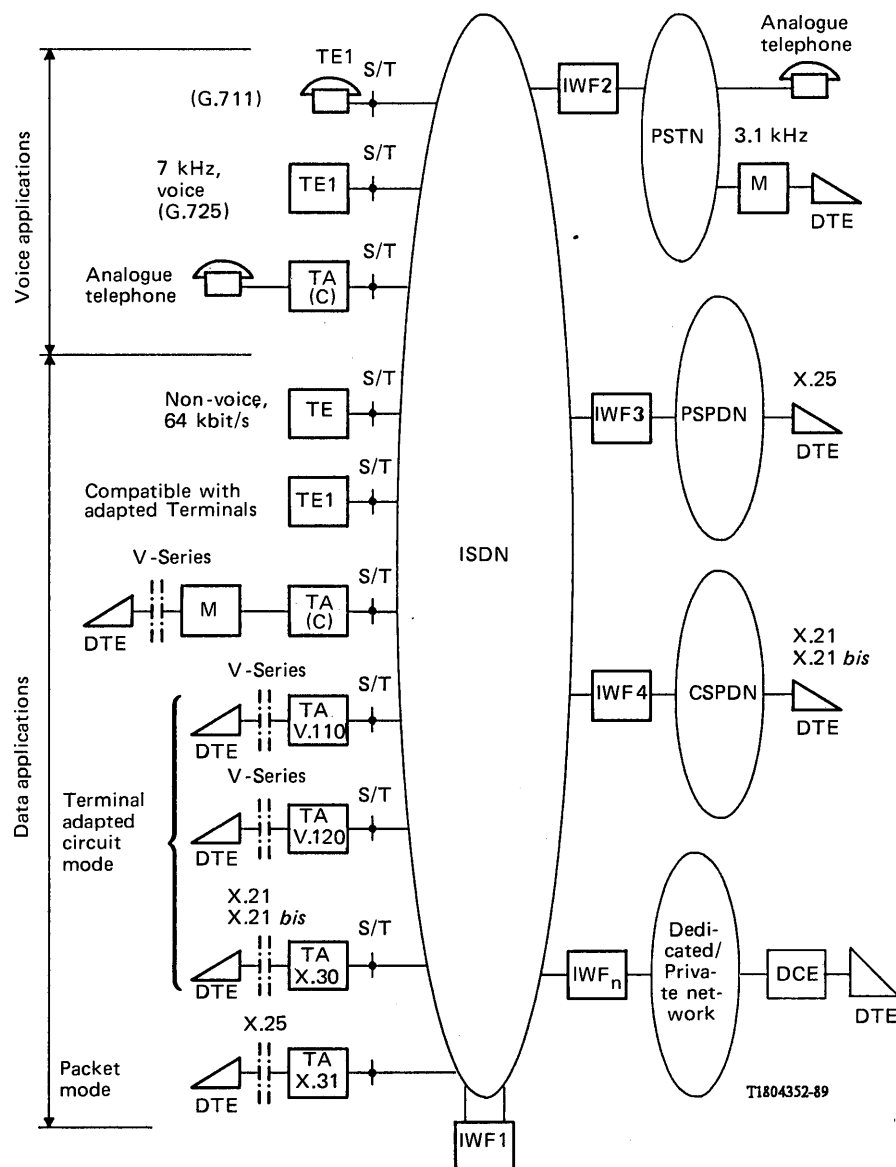 Voice applications
(G.711)
TE1
S/T
7 kHz,
voice
(G.725)
TE1
S/T
Analogue
telephone
TA
(C)
S/T
Data applications
Non-voice,
64 kbit/s
TE
S/T
Compatible with
adapted Terminals
TE1
S/T
V-Series
DTE
M
TA
(C)
S/T
Terminal
adapted
circuit
mode
V-Series
DTE
TA
V.110
S/T
V-Series
DTE
TA
V.120
S/T
X.21
X.21 bis
DTE
TA
X.30
S/T
Packet
mode
X.25
DTE
TA
X.31
ISDN
IWF1
IWF2
PSTN
Analogue
telephone
3.1 kHz
M
DTE
IWF3
PSPDN
X.25
DTE
IWF4
CSPDN
X.21
X.21 bis
DTE
IWFn
Dedi-
cated/
Priva-
te net-
work
DCE
DTE
T1804352-89